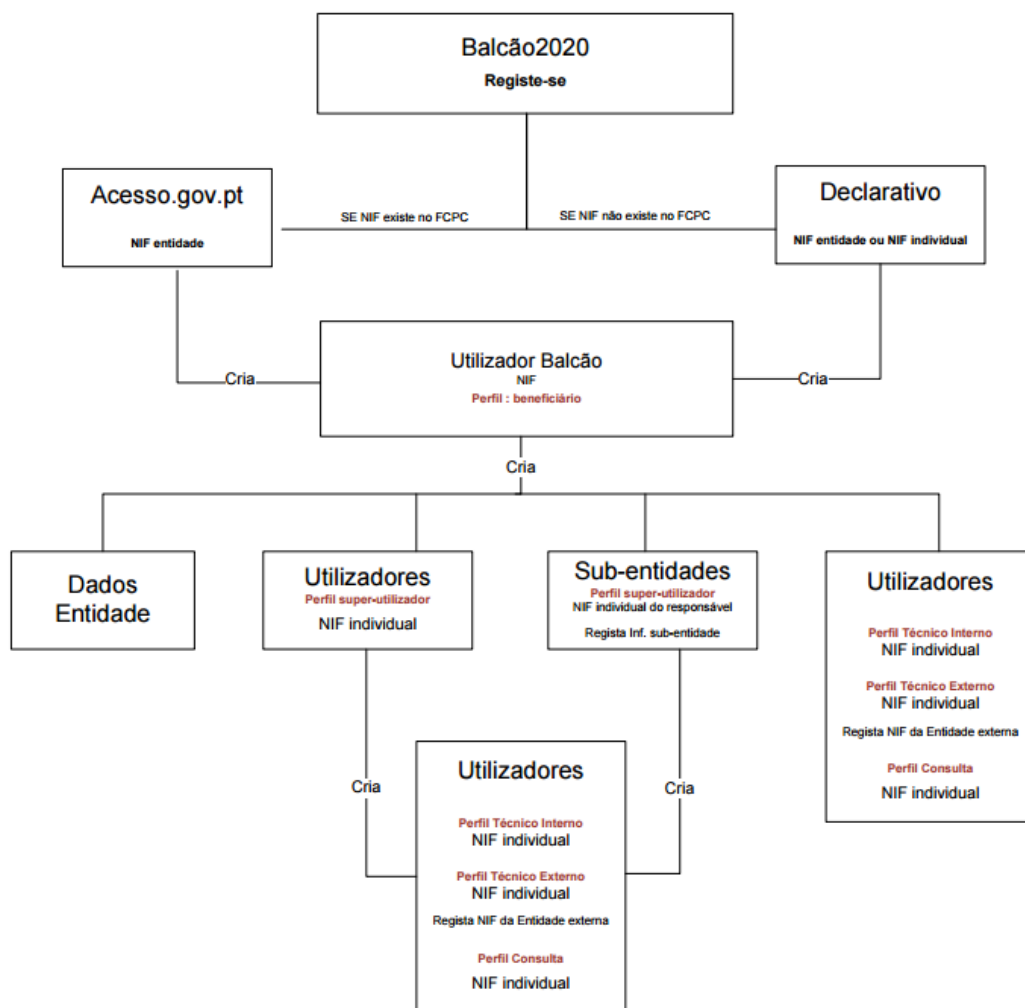 Balcão2020
Registe-se
Acesso.gov.pt
NIF entidade
SE NIF existe no FCPC
SE NIF não existe no FCPC
Declarativo
NIF entidade ou NIF individual
Cria
Utilizador Balcão
NIF
Perfil : beneficiário
Cria
Cria
Dados
Entidade
Utilizadores
Perfil super-utilizador
NIF individual
Sub-entidades
Perfil super-utilizador
NIF individual do responsável
Regista Inf. sub-entidade
Utilizadores
Perfil Técnico Interno
NIF individual
Perfil Técnico Externo
NIF individual
Regista NIF da Entidade externa
Perfil Consulta
NIF individual
Cria
Cria
Utilizadores
Perfil Técnico Interno
NIF individual
Perfil Técnico Externo
NIF individual
Regista NIF da Entidade externa
Perfil Consulta
NIF individual